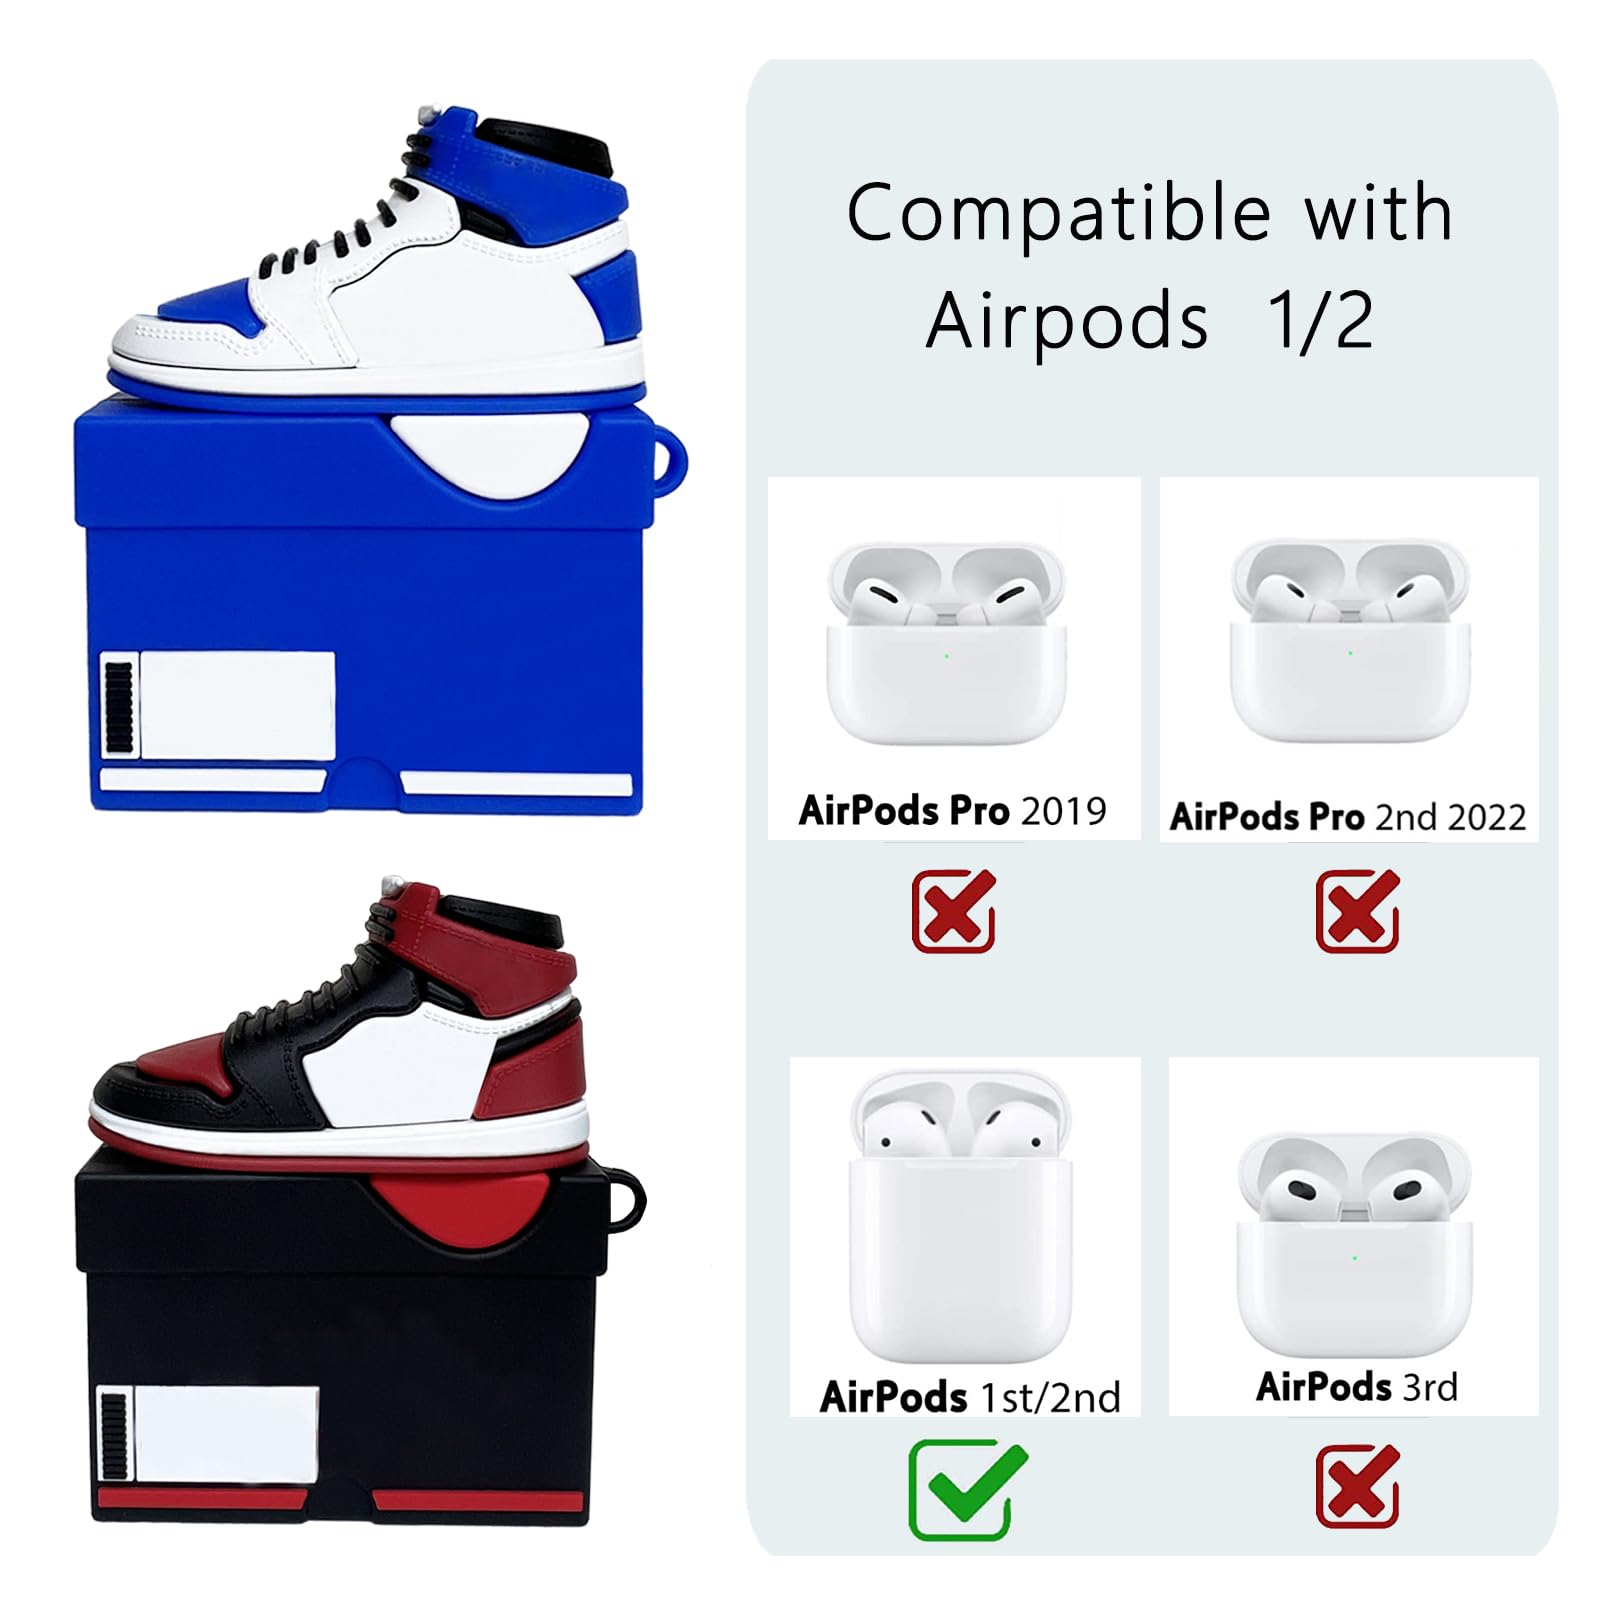 Compatible with
Airpods 1/2
AirPods Pro 2019
AirPods Pro 2nd 2022
AirPods 1st/2nd
AirPods 3rd